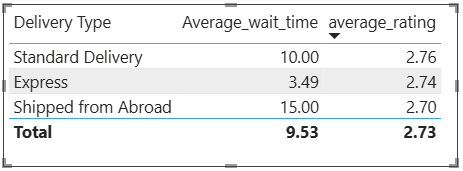 Delivery Type Average_wait_time average_rating
Standard Delivery 10.00 2.76
Express 3.49 2.74
Shipped from Abroad 15.00 2.70
Total 9.53 2.73